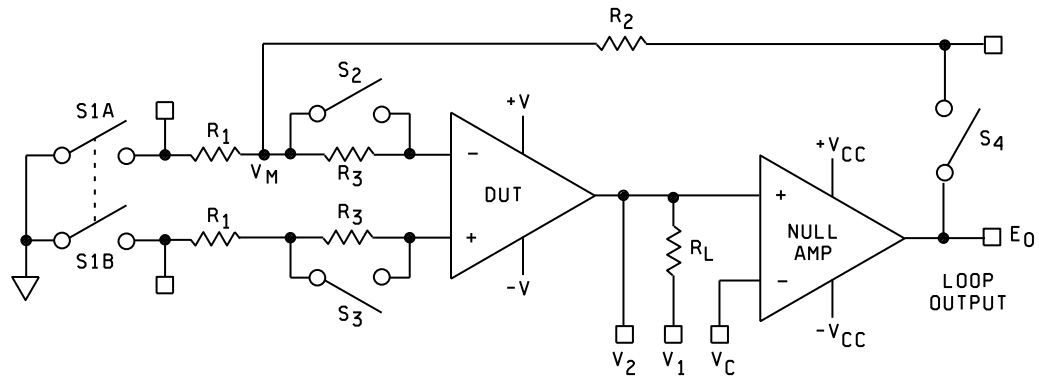 R2
S2
+V
S1A
R1
VM
R3
S4
+VCC
DUT
R1
R3
NULL
AMP
RL
EO
S1B
S3
-V
LOOP
OUTPUT
-VCC
V2
V1
VC